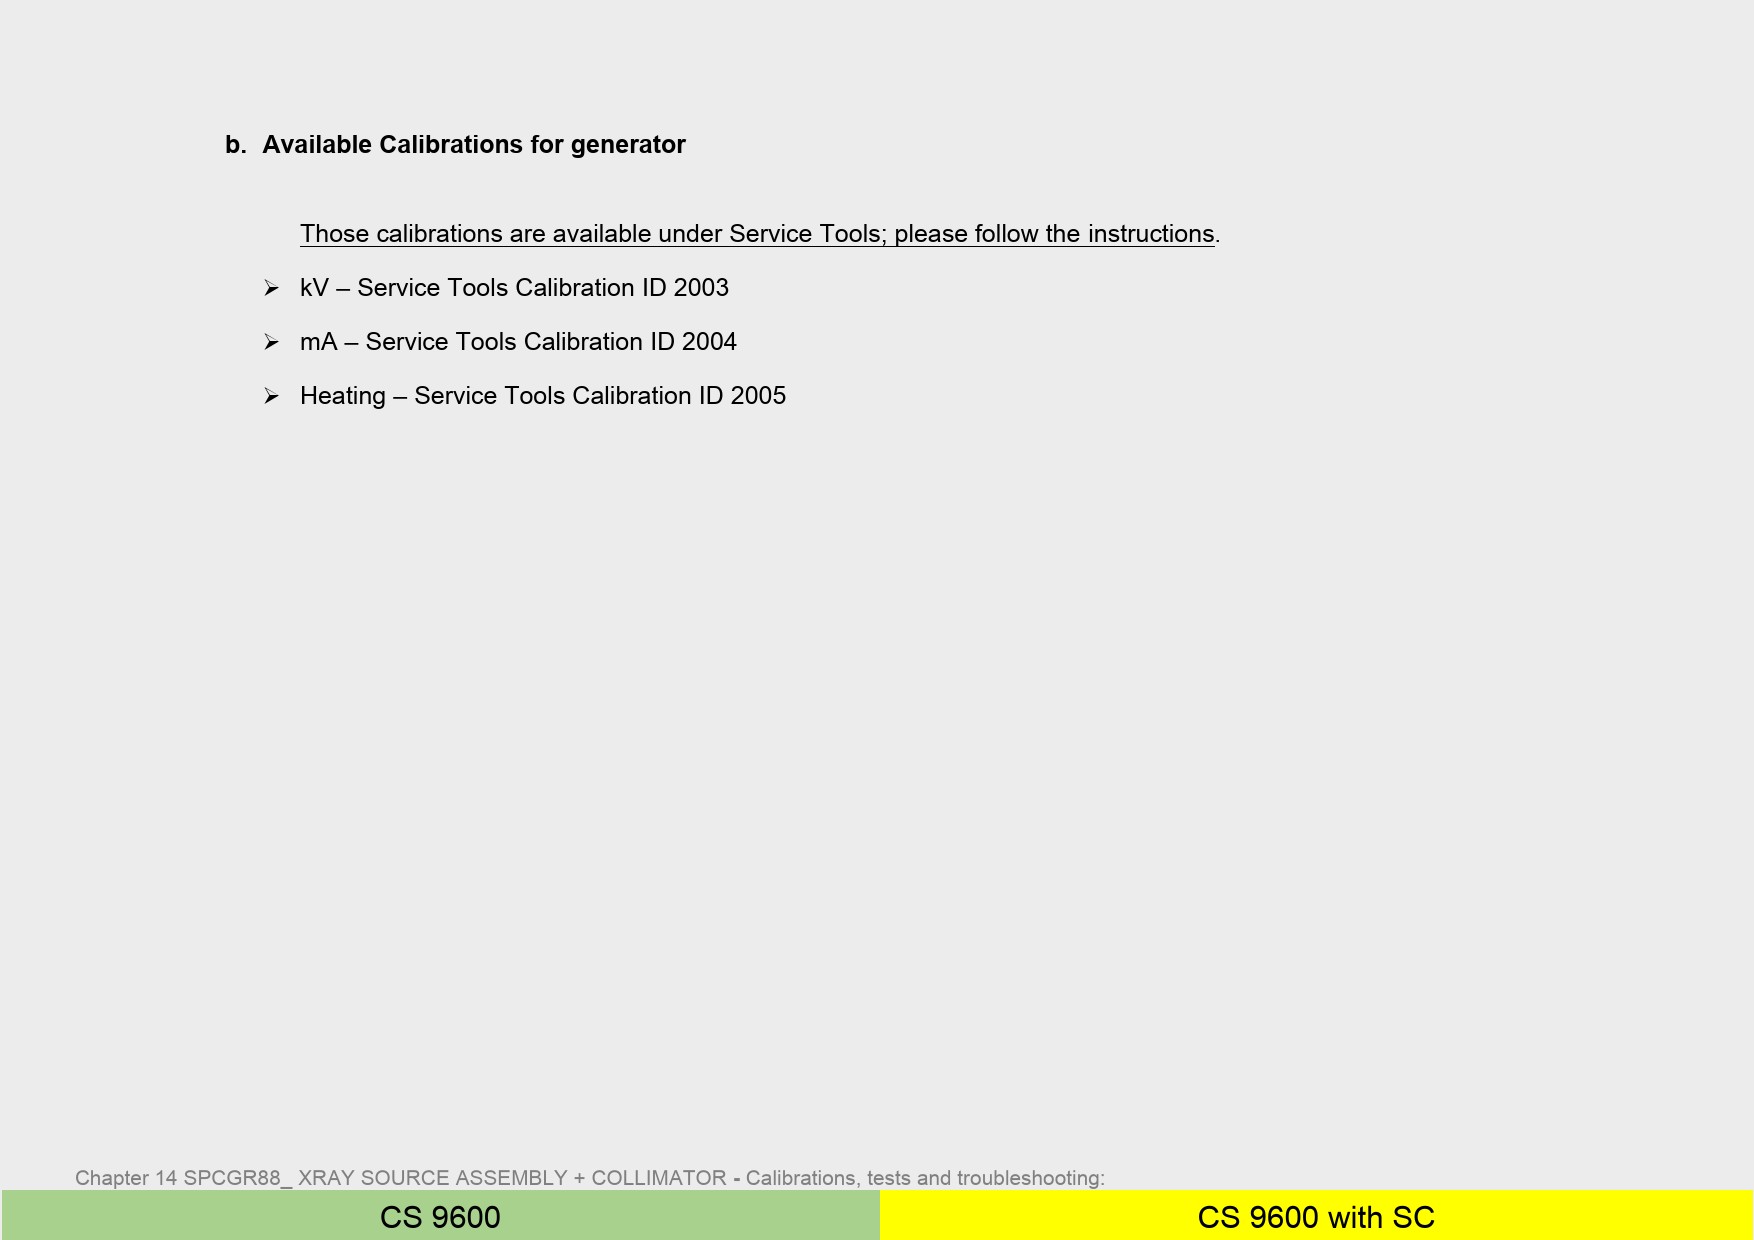 b. Available Calibrations for generator
Those calibrations are available under Service Tools; please follow the instructions.
➢ kV – Service Tools Calibration ID 2003
➢ mA – Service Tools Calibration ID 2004
➢ Heating – Service Tools Calibration ID 2005
Chapter 14 SPCGR88_ XRAY SOURCE ASSEMBLY + COLLIMATOR - Calibrations, tests and troubleshooting:
CS 9600
CS 9600 with SC